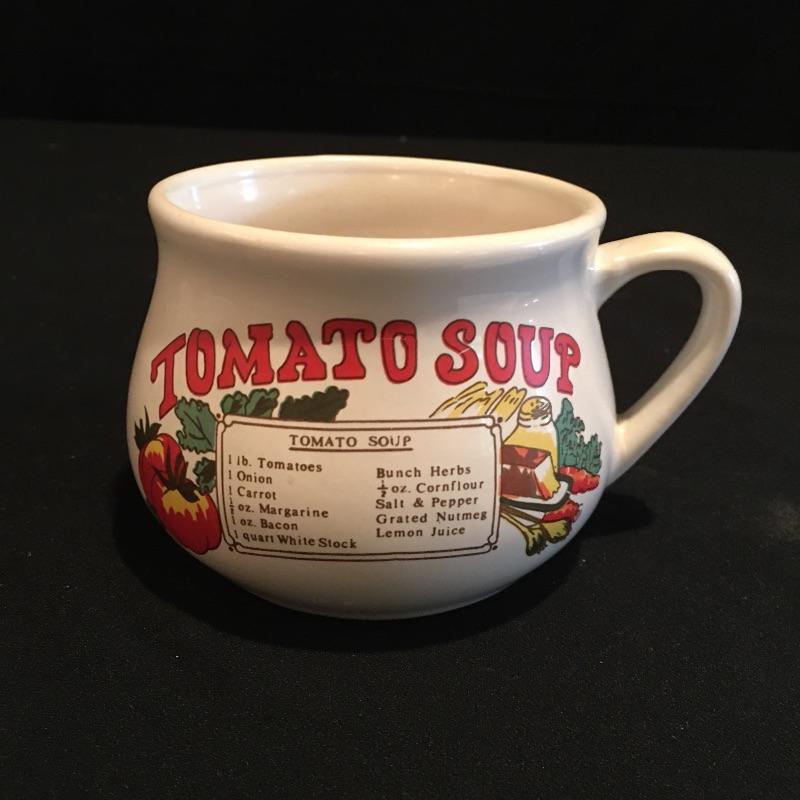 TOMATO SOUP
TOMATO SOUP
1 lb. Tomatoes
1 Onion
1 Carrot
½ oz. Margarine
1 oz. Bacon
1 quart White Stock
Bunch Herbs
½ oz. Cornflour
Salt & Pepper
Grated Nutmeg
Lemon Juice